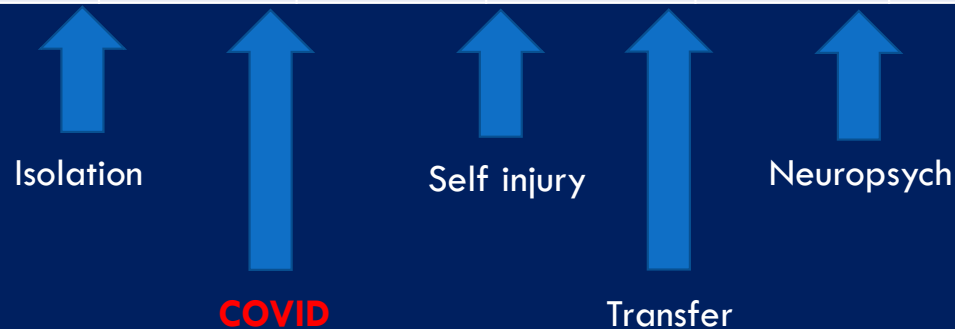 Isolation
Self injury
Neuropsych
COVID
Transfer